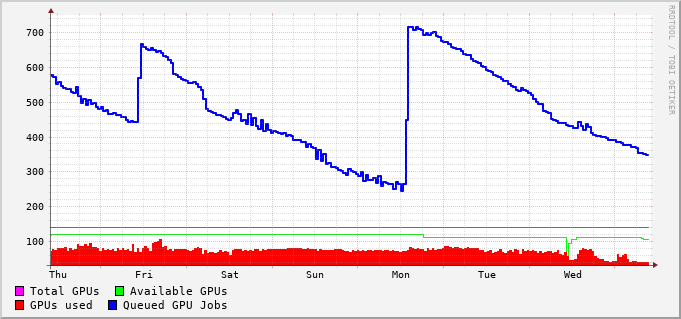 700
600
500
400
300
200
100
Thu Fri Sat Sun Mon Tue Wed
Total GPUs Available GPUs
GPUs used Queued GPU Jobs
RRDTOOL / TOBI OETIKER